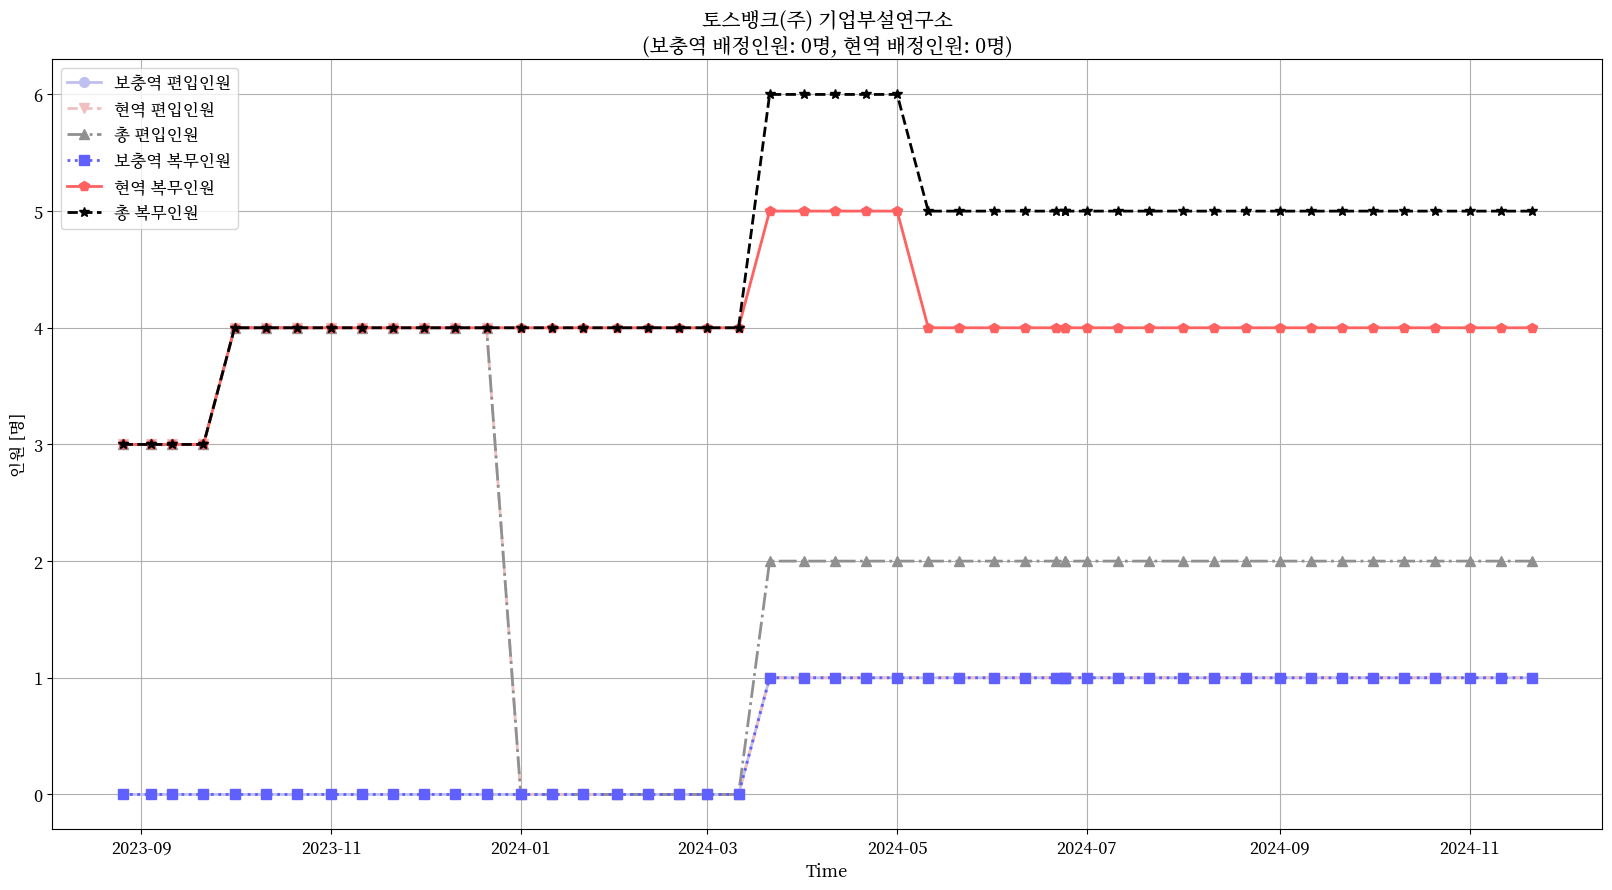 토스뱅크(주) 기업부설연구소
(보충역 배정인원: 0명, 현역 배정인원: 0명)
보충역 편입인원
현역 편입인원
총 편입인원
보충역 복무인원
현역 복무인원
총 복무인원
인원 [명]
6
5
4
3
2
1
0
2023-09 2023-11 2024-01 2024-03 2024-05 2024-07 2024-09 2024-11
Time